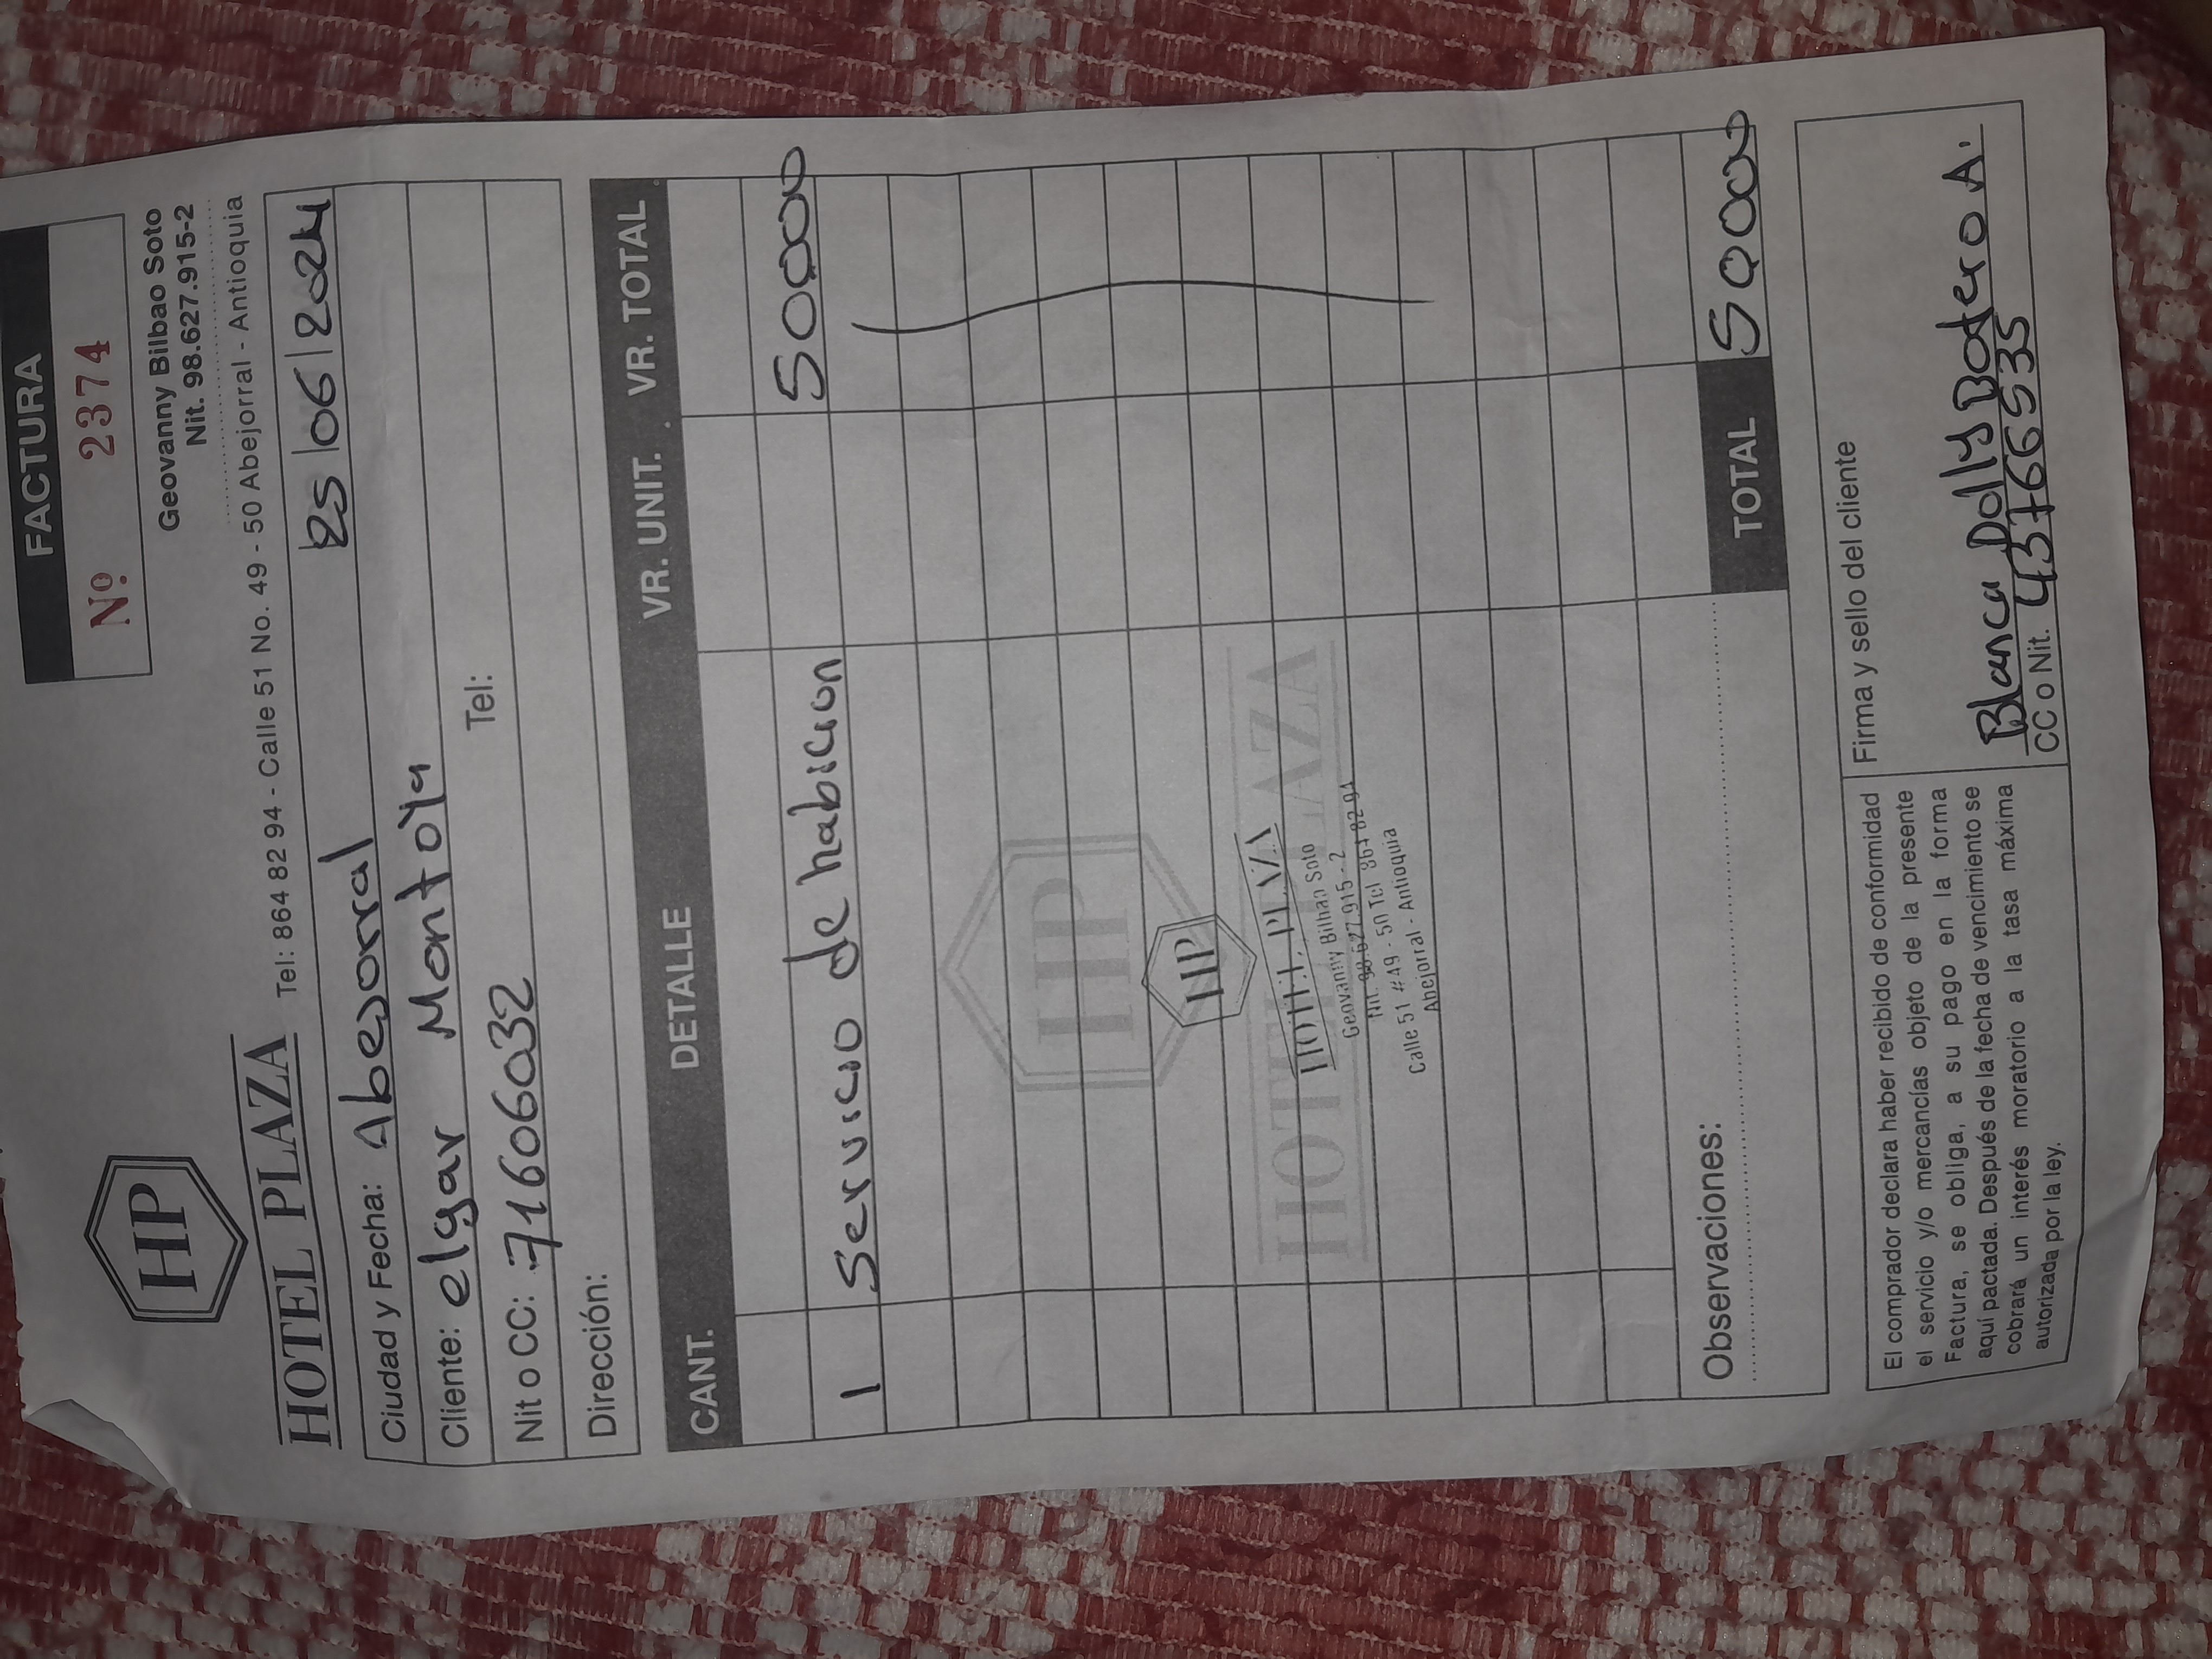 HP
HOTEL PLAZA
FACTURA
Nº. 2374
Geovanny Bilbao Soto
Nit. 98.627.915-2
Tel: 864 82 94 - Calle 51 No. 49 - 50 Abejorral - Antioquia
Ciudad y Fecha: Abejorral 25/06/2024
Cliente: elgar Montoya
Nit o CC: 71606032 Tel:
Dirección:
CANT. DETALLE VR. UNIT. VR. TOTAL
1 Servicio de habicion 50000
HP
HOTEL PLAZA
HP
HOTEL PLAZA
Geovanny Bilbao Soto
Nit. 98.627.915 - 2
Calle 51 # 49 - 50 Tel 864 82 94
Abejorral - Antioquia
Observaciones:
TOTAL 50000
El comprador declara haber recibido de conformidad
el servicio y/o mercancías objeto de la presente
Factura, se obliga, a su pago en la forma
aquí pactada. Después de la fecha de vencimiento se
cobrará un interés moratorio a la tasa máxima
autorizada por la ley.
Firma y sello del cliente
Blanca Dolly Botero A.
CC o Nit. 43766535